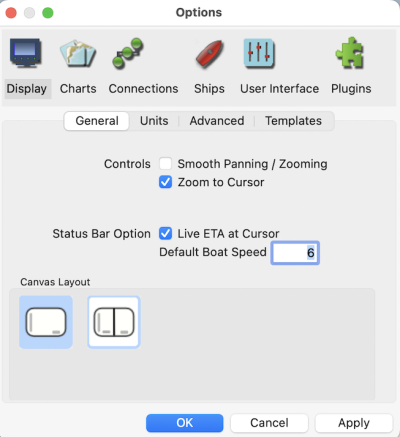 Options
Display Charts Connections Ships User Interface Plugins
General Units Advanced Templates
Controls Smooth Panning / Zooming
Zoom to Cursor
Status Bar Option Live ETA at Cursor
Default Boat Speed 6
Canvas Layout
OK Cancel Apply